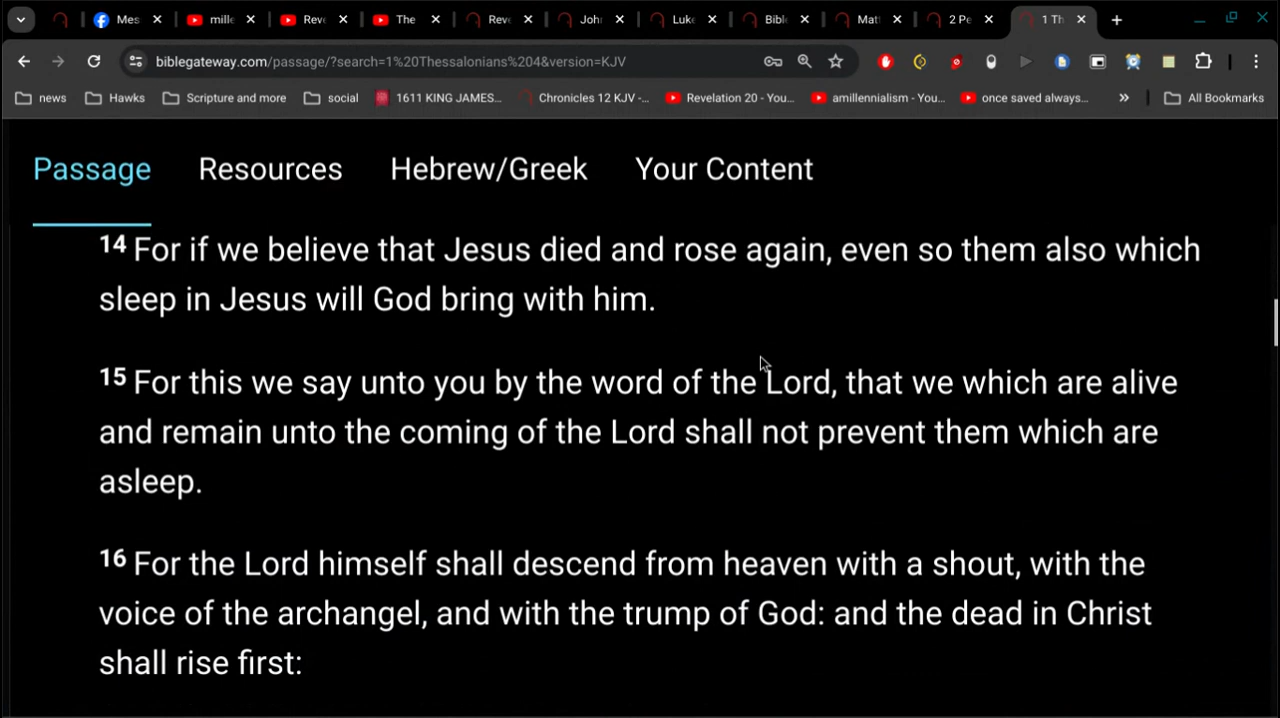 Mes
mille
Reve
The
Reve
John
Luke
Bibl
Matt
2 Pe
1 Th
biblegateway.com/passage/?search=1%20Thessalonians%204&version=KJV
news Hawks Scripture and more social 1611 KING JAMES... Chronicles 12 KJV -... Revelation 20 - You... amillennialism - You... once saved always... » All Bookmarks
Passage Resources Hebrew/Greek Your Content
14 For if we believe that Jesus died and rose again, even so them also which
sleep in Jesus will God bring with him.
15 For this we say unto you by the word of the Lord, that we which are alive
and remain unto the coming of the Lord shall not prevent them which are
asleep.
16 For the Lord himself shall descend from heaven with a shout, with the
voice of the archangel, and with the trump of God: and the dead in Christ
shall rise first: